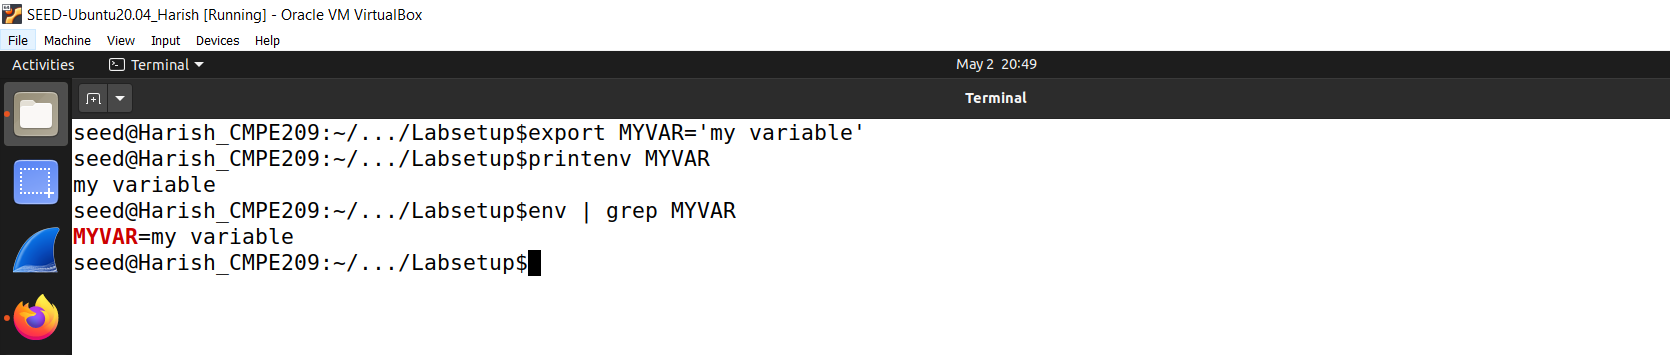 SEED-Ubuntu20.04_Harish [Running] - Oracle VM VirtualBox
File Machine View Input Devices Help
Activities Terminal May 2 20:49
Terminal
seed@Harish_CMPE209:~/.../Labsetup$export MYVAR='my variable'
seed@Harish_CMPE209:~/.../Labsetup$printenv MYVAR
my variable
seed@Harish_CMPE209:~/.../Labsetup$env | grep MYVAR
MYVAR=my variable
seed@Harish_CMPE209:~/.../Labsetup$